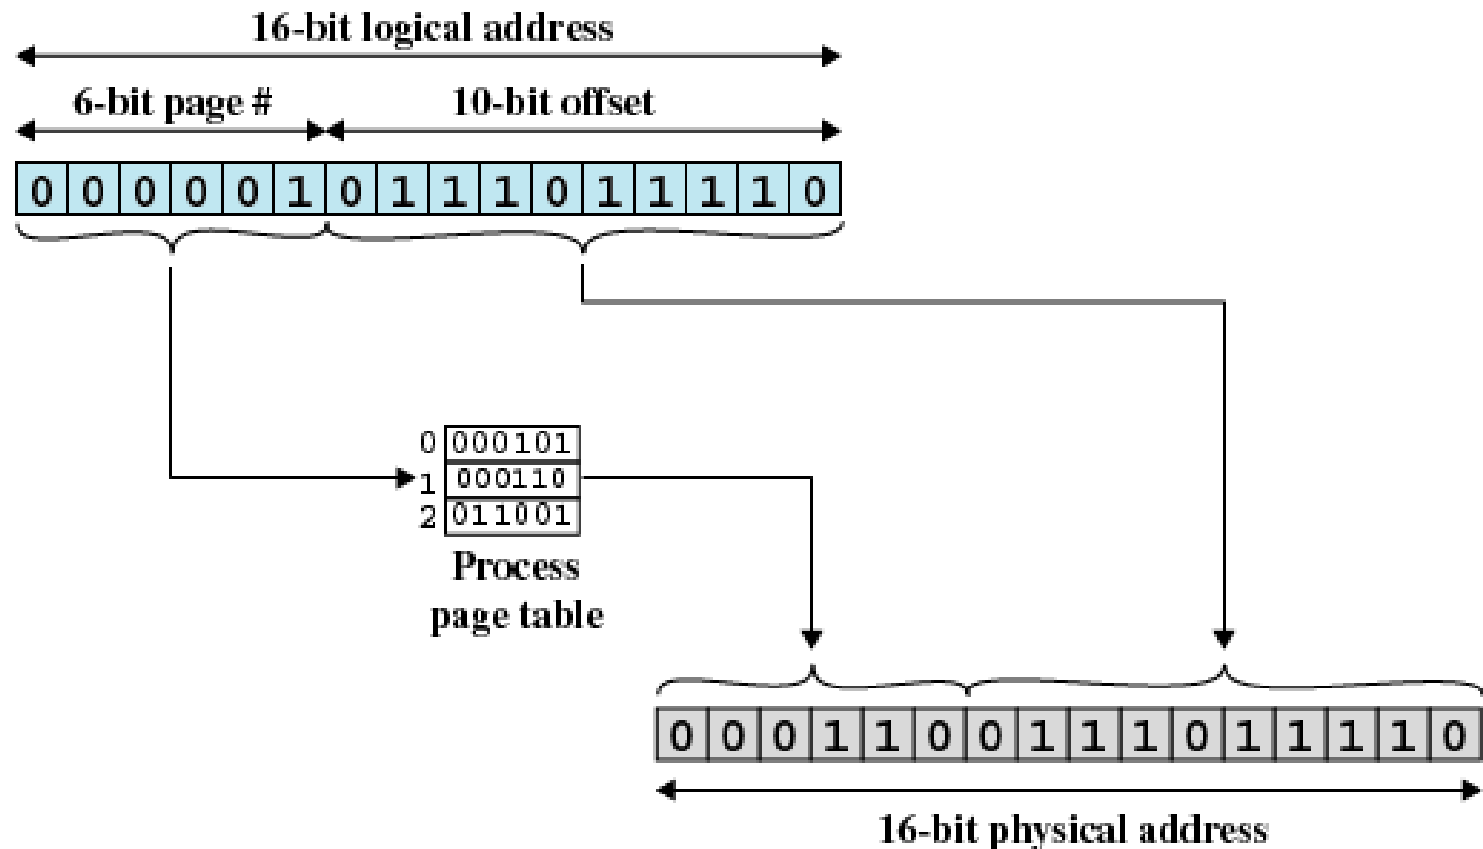 16-bit logical address
6-bit page # 10-bit offset
0 0 0 0 0 1 0 1 1 1 0 1 1 1 1 0
0 000101
1 000110
2 011001
Process
page table
0 0 0 1 1 0 0 1 1 1 0 1 1 1 1 0
16-bit physical address